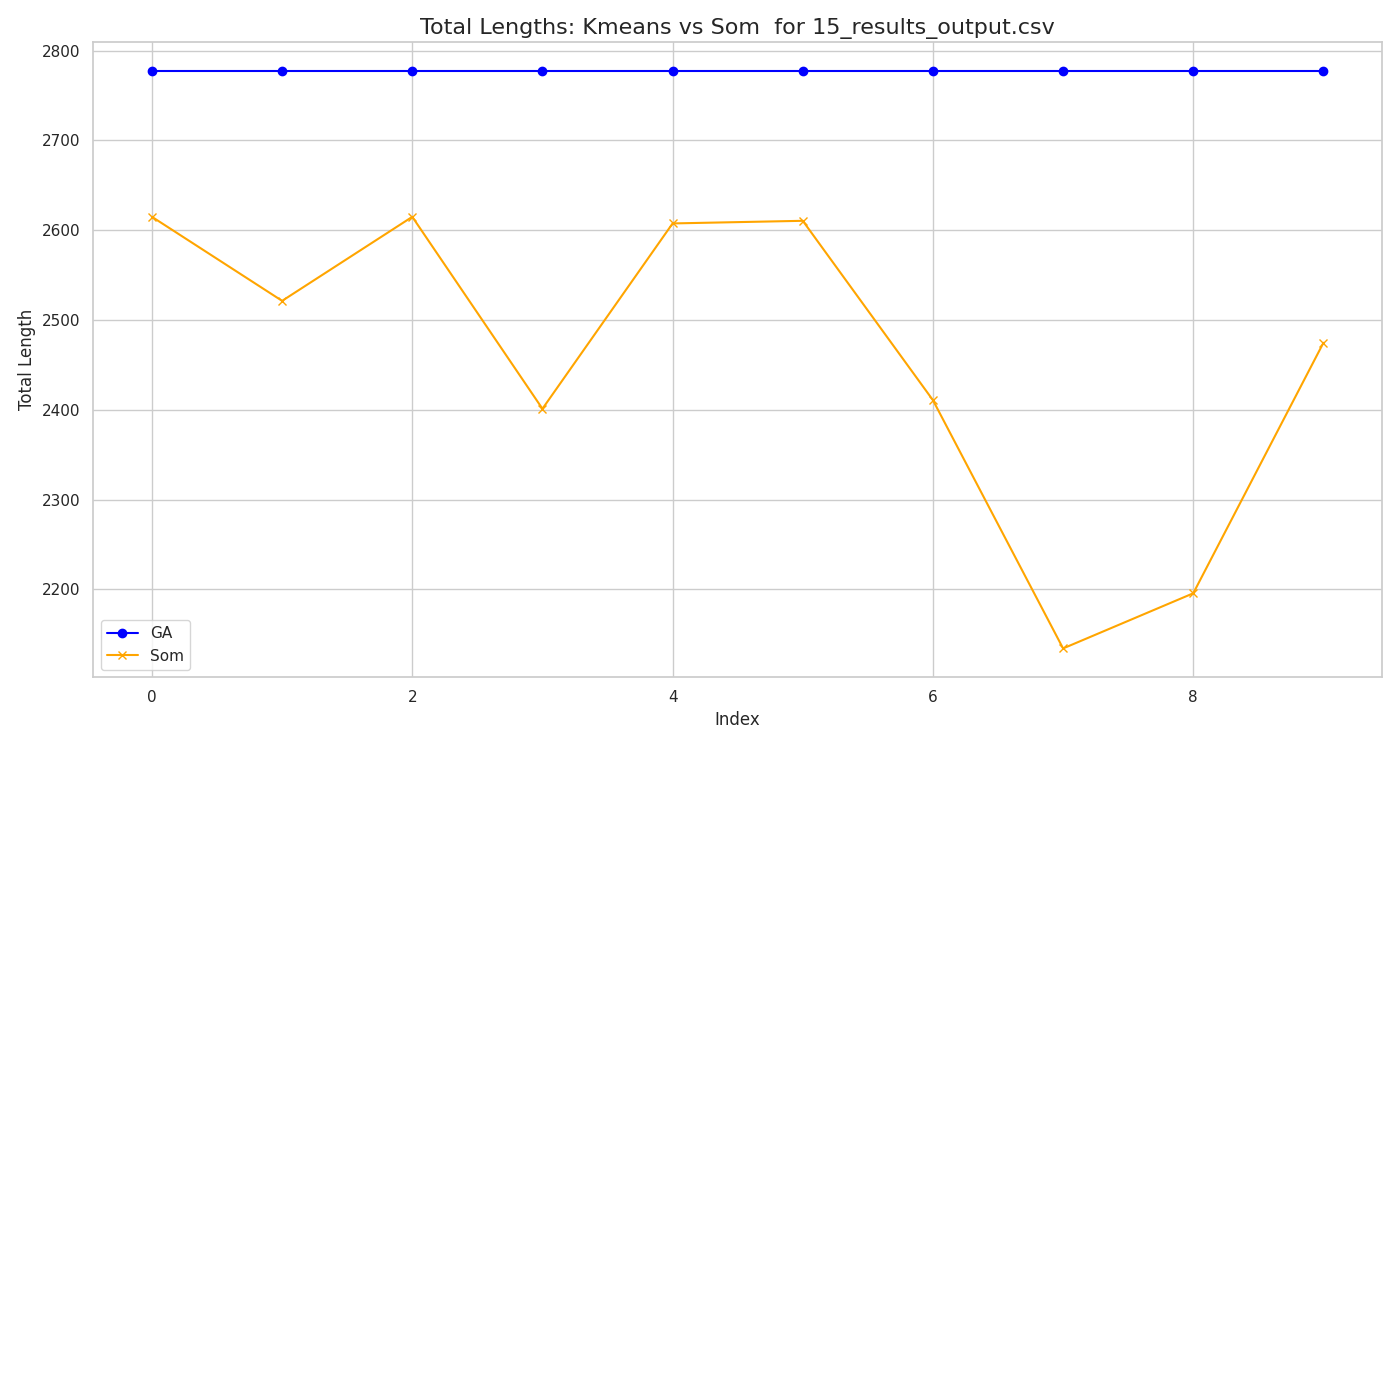 Total Lengths: Kmeans vs Som  for 15_results_output.csv
2800
2700
2600
2500
2400
2300
2200
Total Length
GA
Som
0 2 4 6 8
Index